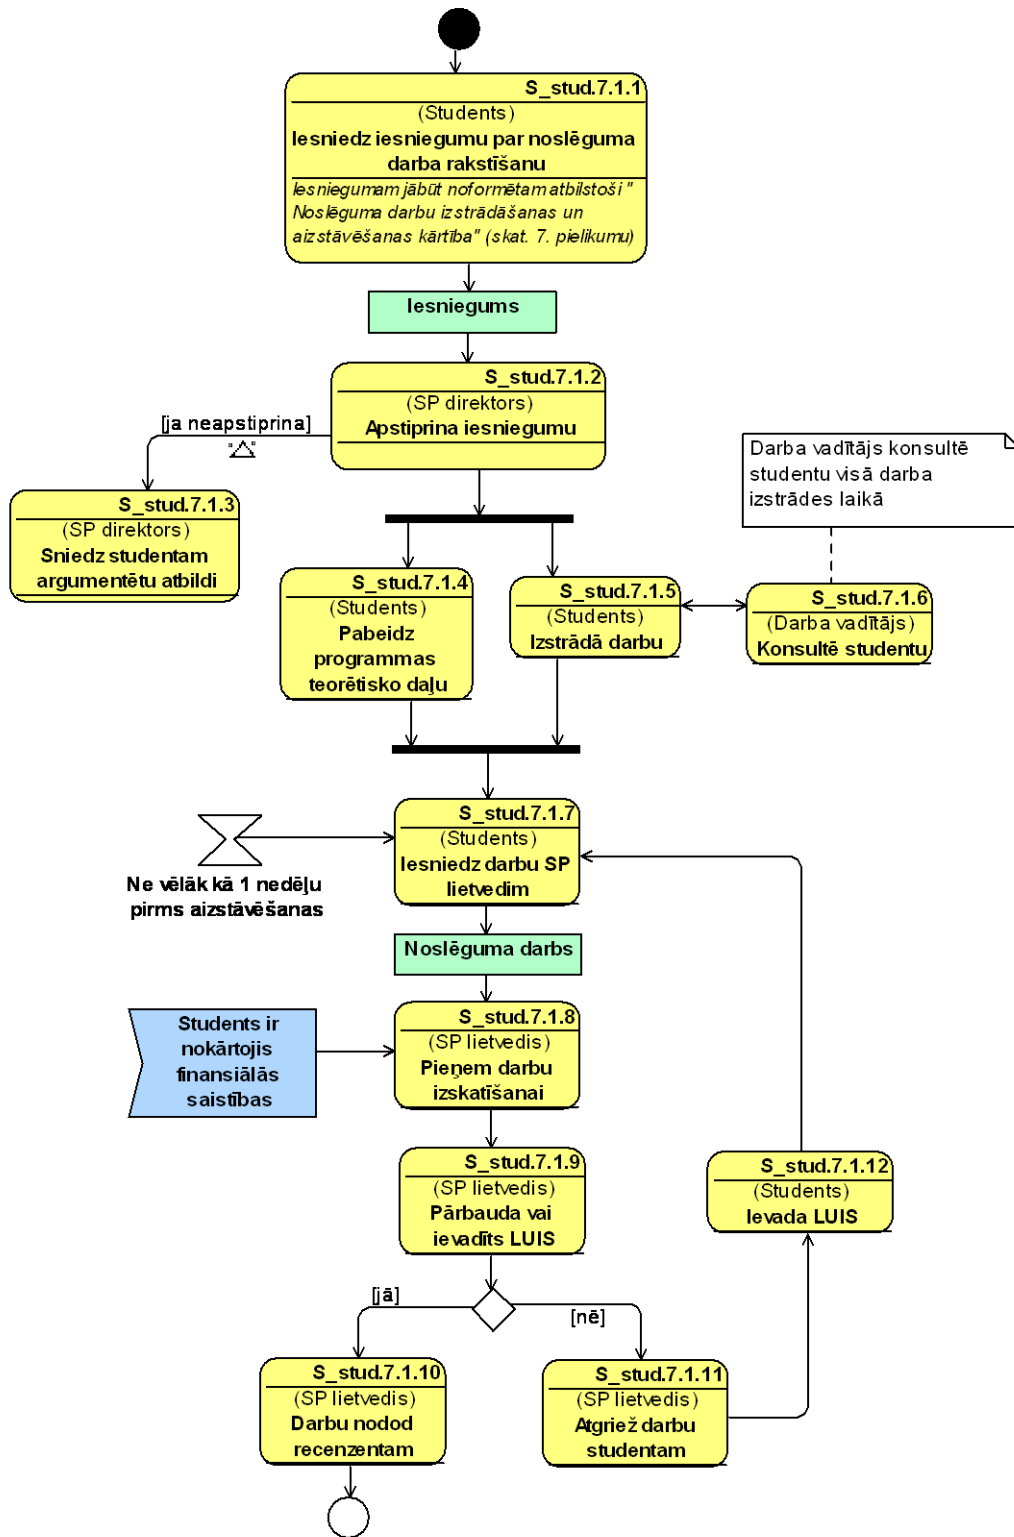 S_stud.7.1.1
(Students)
Iesniedz iesniegumu par noslēguma
darba rakstīšanu
Iesniegumam jābūt noformētam atbilstoši "
Noslēguma darbu izstrādāšanas un
aizstāvēšanas kārtība" (skat. 7. pielikumu)
Iesniegums
S_stud.7.1.2
(SP direktors)
Apstiprina iesniegumu
[ja neapstiprina]
S_stud.7.1.3
(SP direktors)
Sniedz studentam
argumentētu atbildi
Darba vadītājs konsultē
studentu visā darba
izstrādes laikā
S_stud.7.1.4
(Students)
Pabeidz
programmas
teorētisko daļu
S_stud.7.1.5
(Students)
Izstrādā darbu
S_stud.7.1.6
(Darba vadītājs)
Konsultē studentu
S_stud.7.1.7
(Students)
Iesniedz darbu SP
lietvedim
Ne vēlāk kā 1 nedēļu
pirms aizstāvēšanas
Noslēguma darbs
S_stud.7.1.8
(SP lietvedis)
Pieņem darbu
izskatīšanai
Students ir
nokārtojis
finansiālās
saistības
S_stud.7.1.9
(SP lietvedis)
Pārbauda vai
ievadīts LUIS
S_stud.7.1.12
(Students)
Ievada LUIS
[jā]
[nē]
S_stud.7.1.10
(SP lietvedis)
Darbu nodod
recenzentam
S_stud.7.1.11
(SP lietvedis)
Atgriež darbu
studentam